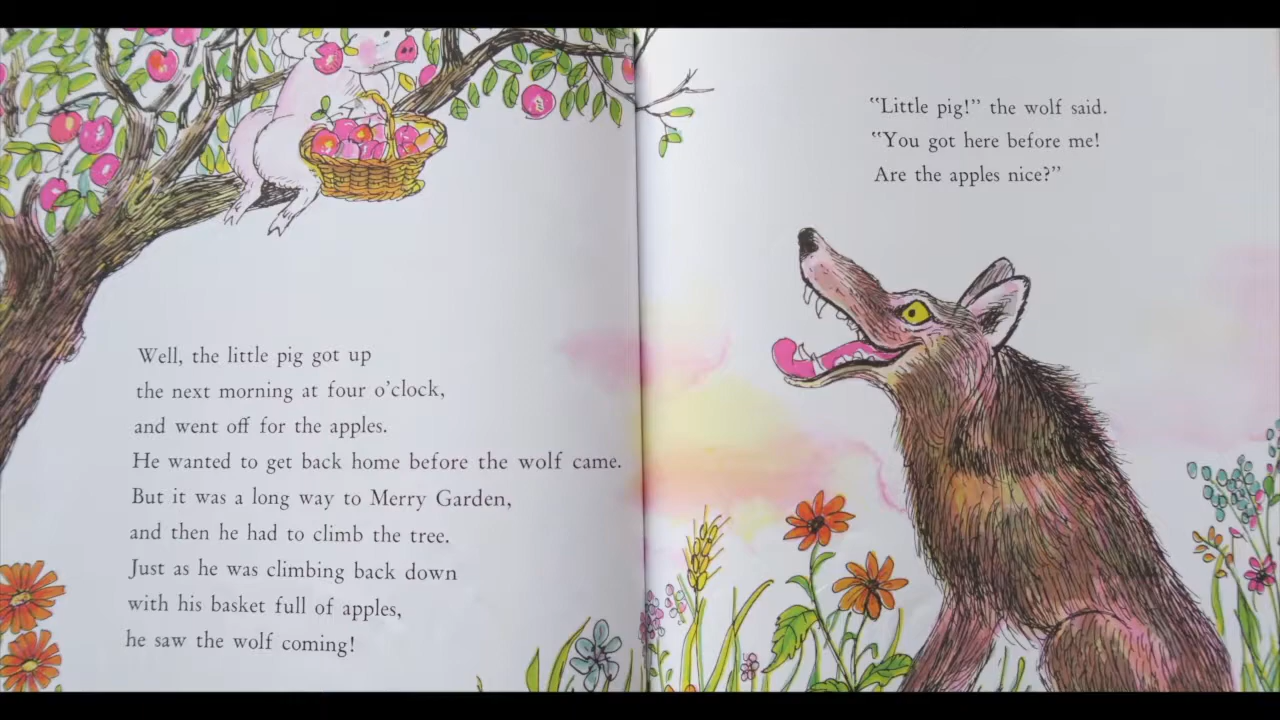 Well, the little pig got up
the next morning at four o'clock,
and went off for the apples.
He wanted to get back home before the wolf came.
But it was a long way to Merry Garden,
and then he had to climb the tree.
Just as he was climbing back down
with his basket full of apples,
he saw the wolf coming!
“Little pig!” the wolf said.
“You got here before me!
Are the apples nice?”